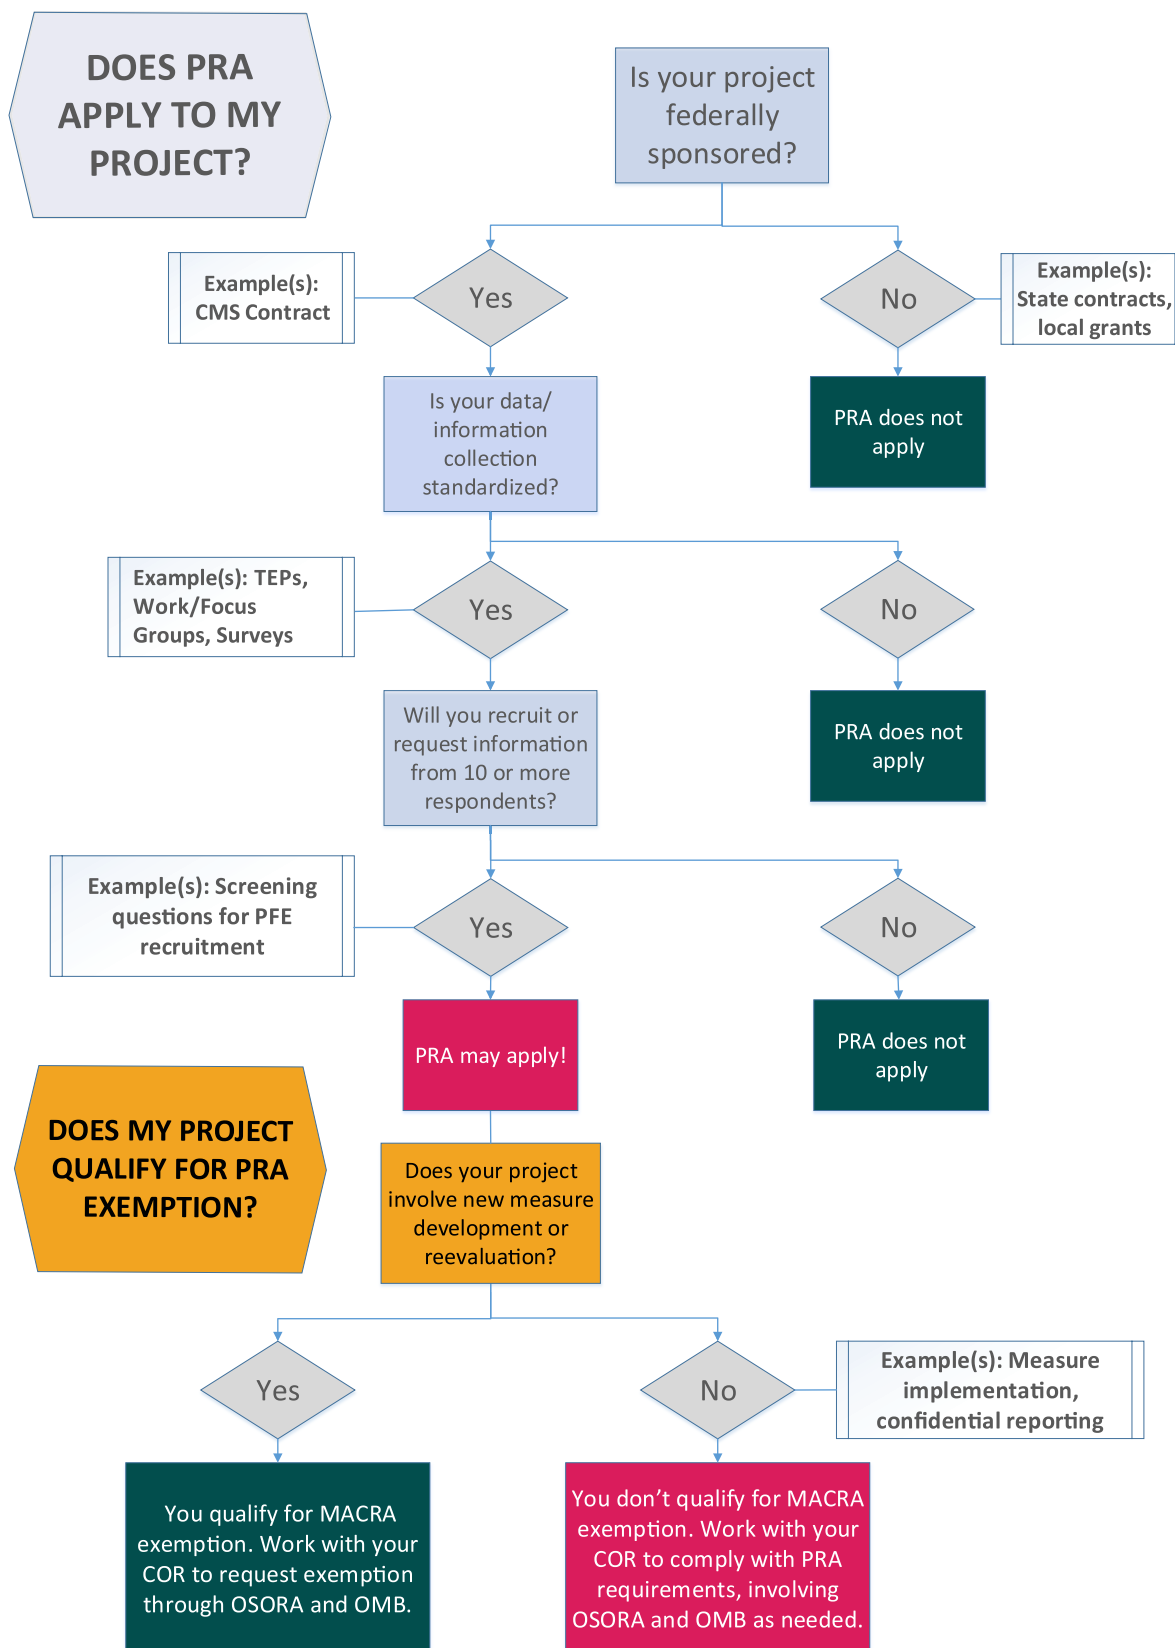 DOES PRA
APPLY TO MY
PROJECT?
Is your project
federally
sponsored?
Example(s):
CMS Contract
Yes
No
Example(s):
State contracts,
local grants
Is your data/
information
collection
standardized?
PRA does not
apply
Example(s): TEPs,
Work/Focus
Groups, Surveys
Yes
No
Will you recruit or
request information
from 10 or more
respondents?
PRA does not
apply
Example(s): Screening
questions for PFE
recruitment
Yes
No
PRA may apply!
PRA does not
apply
DOES MY PROJECT
QUALIFY FOR PRA
EXEMPTION?
Does your project
involve new measure
development or
reevaluation?
Yes
No
Example(s): Measure
implementation,
confidential reporting
You qualify for MACRA
exemption. Work with your
COR to request exemption
through OSORA and OMB.
You don’t qualify for MACRA
exemption. Work with your
COR to comply with PRA
requirements, involving
OSORA and OMB as needed.